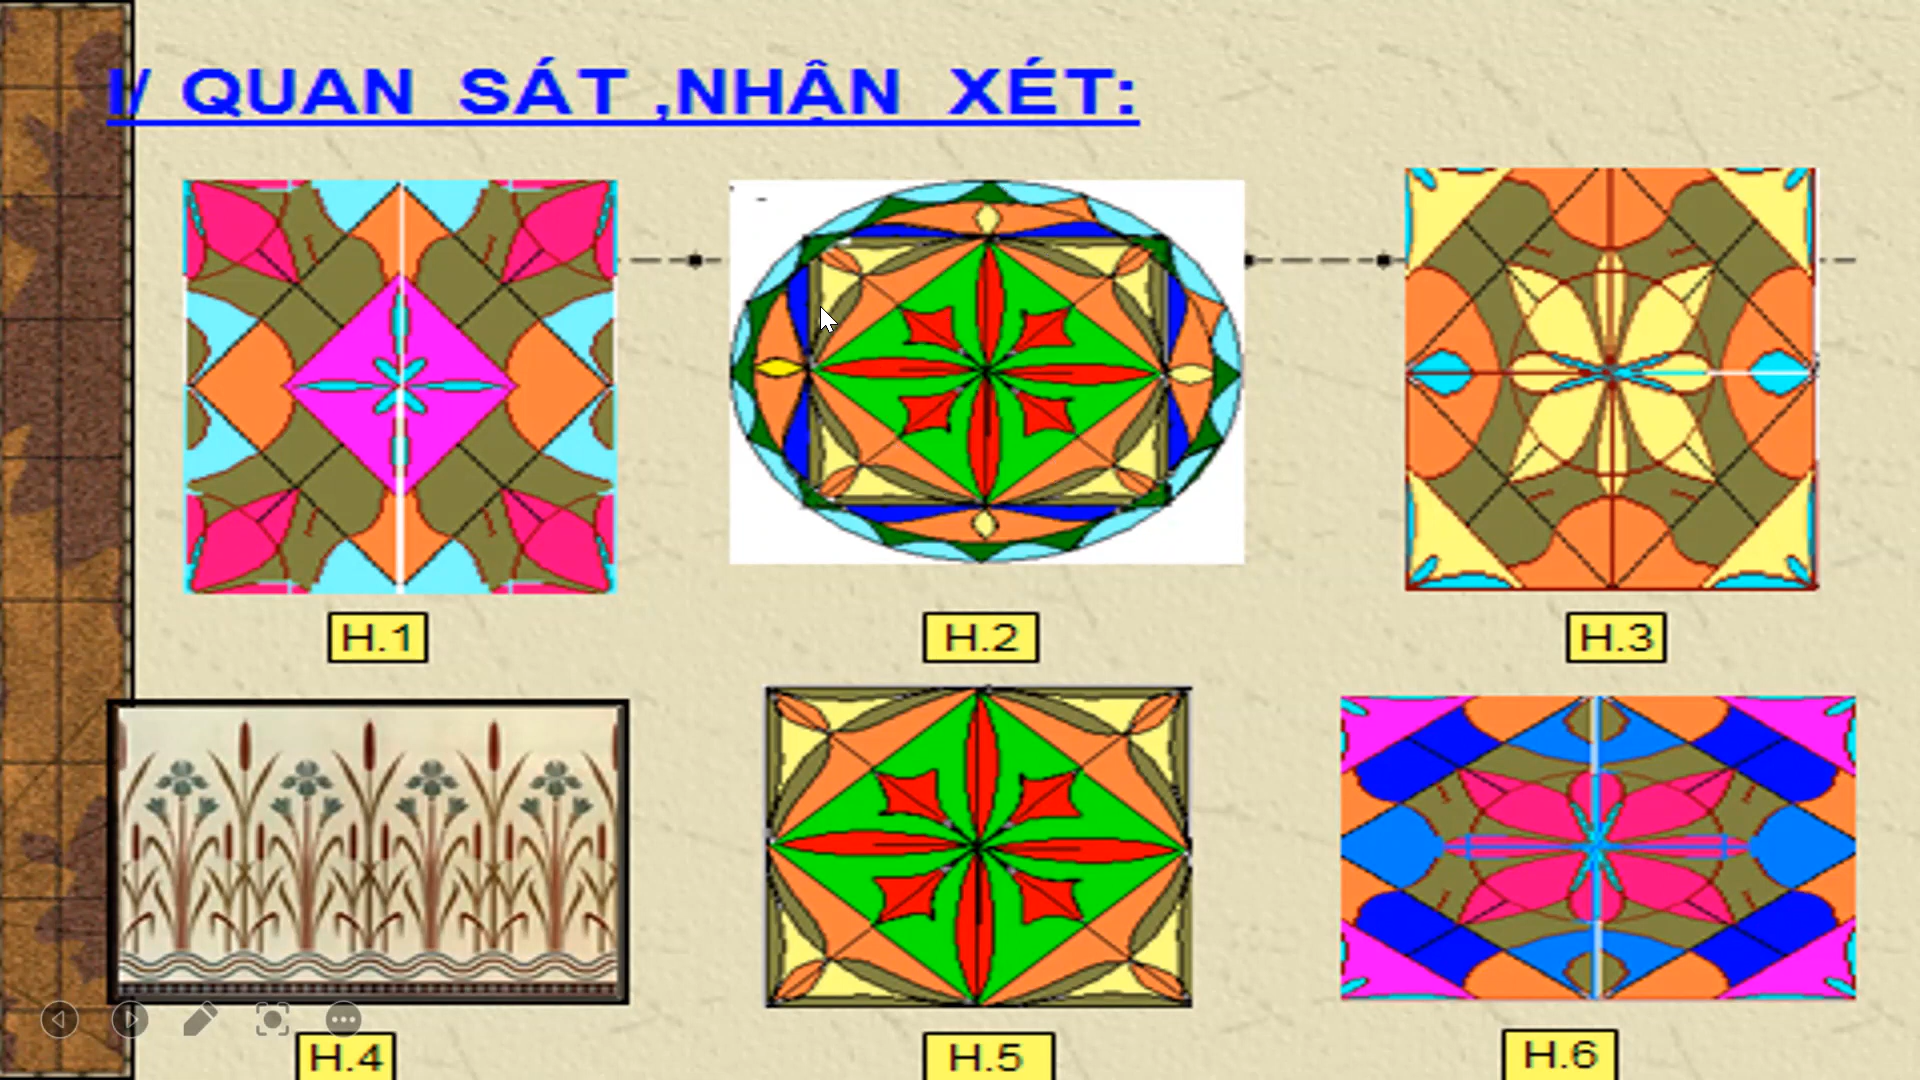 I/ QUAN SÁT ,NHẬN XÉT:
H.1
H.2
H.3
H.4
H.5
H.6